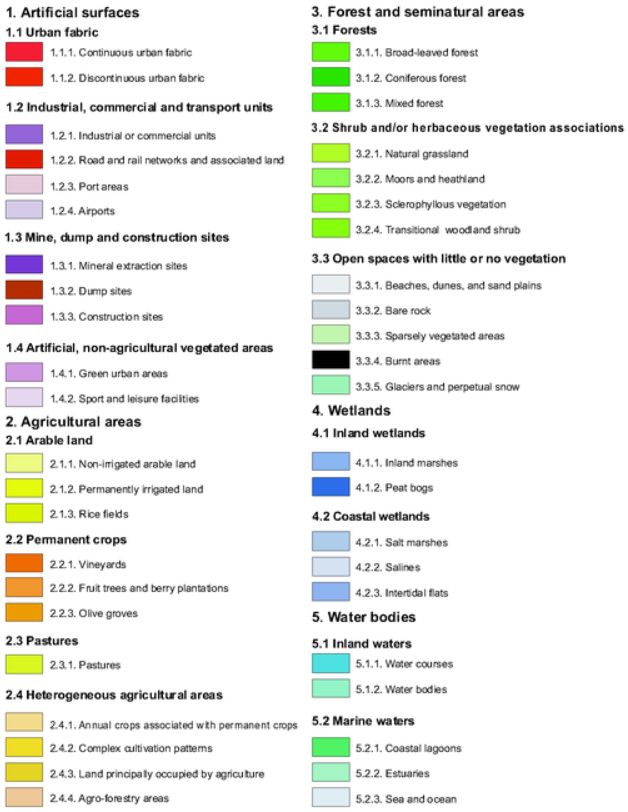 1. Artificial surfaces
1.1 Urban fabric
1.1.1. Continuous urban fabric
1.1.2. Discontinuous urban fabric
1.2 Industrial, commercial and transport units
1.2.1. Industrial or commercial units
1.2.2. Road and rail networks and associated land
1.2.3. Port areas
1.2.4. Airports
1.3 Mine, dump and construction sites
1.3.1. Mineral extraction sites
1.3.2. Dump sites
1.3.3. Construction sites
1.4 Artificial, non-agricultural vegetated areas
1.4.1. Green urban areas
1.4.2. Sport and leisure facilities
2. Agricultural areas
2.1 Arable land
2.1.1. Non-irrigated arable land
2.1.2. Permanently irrigated land
2.1.3. Rice fields
2.2 Permanent crops
2.2.1. Vineyards
2.2.2. Fruit trees and berry plantations
2.2.3. Olive groves
2.3 Pastures
2.3.1. Pastures
2.4 Heterogeneous agricultural areas
2.4.1. Annual crops associated with permanent crops
2.4.2. Complex cultivation patterns
2.4.3. Land principally occupied by agriculture
2.4.4. Agro-forestry areas
3. Forest and seminatural areas
3.1 Forests
3.1.1. Broad-leaved forest
3.1.2. Coniferous forest
3.1.3. Mixed forest
3.2 Shrub and/or herbaceous vegetation associations
3.2.1. Natural grassland
3.2.2. Moors and heathland
3.2.3. Sclerophyllous vegetation
3.2.4. Transitional woodland shrub
3.3 Open spaces with little or no vegetation
3.3.1. Beaches, dunes, and sand plains
3.3.2. Bare rock
3.3.3. Sparsely vegetated areas
3.3.4. Burnt areas
3.3.5. Glaciers and perpetual snow
4. Wetlands
4.1 Inland wetlands
4.1.1. Inland marshes
4.1.2. Peat bogs
4.2 Coastal wetlands
4.2.1. Salt marshes
4.2.2. Salines
4.2.3. Intertidal flats
5. Water bodies
5.1 Inland waters
5.1.1. Water courses
5.1.2. Water bodies
5.2 Marine waters
5.2.1. Coastal lagoons
5.2.2. Estuaries
5.2.3. Sea and ocean